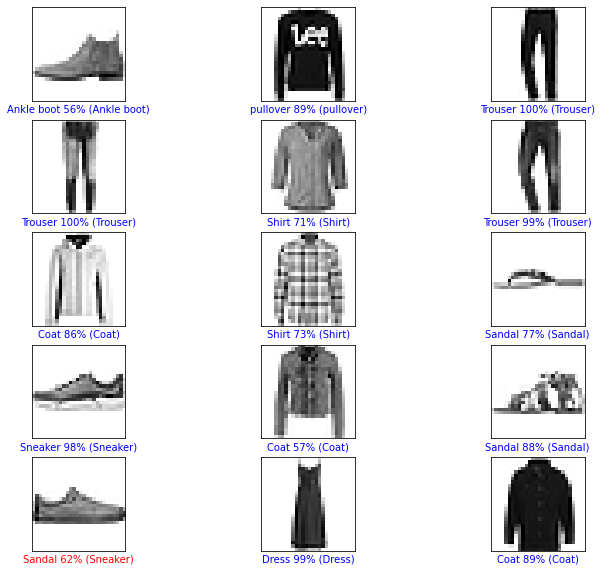 Lee
Ankle boot 56% (Ankle boot)
pullover 89% (pullover)
Trouser 100% (Trouser)
Trouser 100% (Trouser)
Shirt 71% (Shirt)
Trouser 99% (Trouser)
Coat 86% (Coat)
Shirt 73% (Shirt)
Sandal 77% (Sandal)
Sneaker 98% (Sneaker)
Coat 57% (Coat)
Sandal 88% (Sandal)
Sandal 62% (Sneaker)
Dress 99% (Dress)
Coat 89% (Coat)